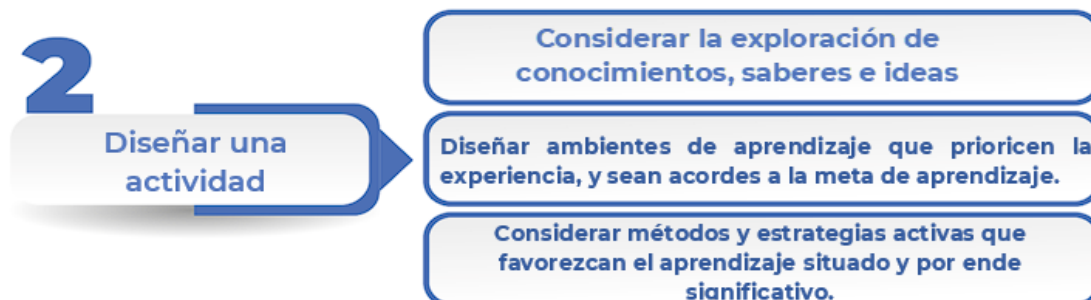 2
Diseñar una
actividad
Considerar la exploración de
conocimientos, saberes e ideas
Diseñar ambientes de aprendizaje que prioricen la
experiencia, y sean acordes a la meta de aprendizaje.
Considerar métodos y estrategias activas que
favorezcan el aprendizaje situado y por ende
significativo.